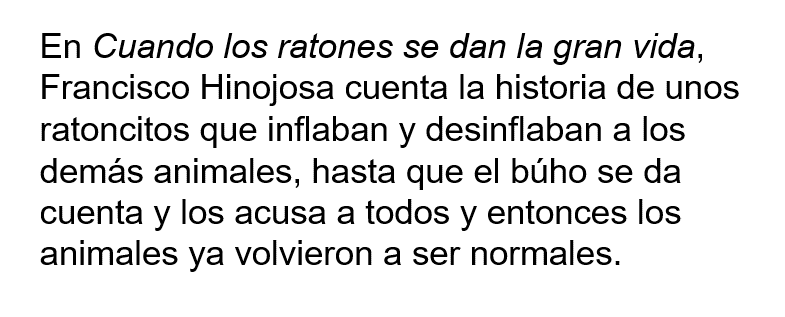 En Cuando los ratones se dan la gran vida,
Francisco Hinojosa cuenta la historia de unos
ratoncitos que inflaban y desinflaban a los
demás animales, hasta que el búho se da
cuenta y los acusa a todos y entonces los
animales ya volvieron a ser normales.